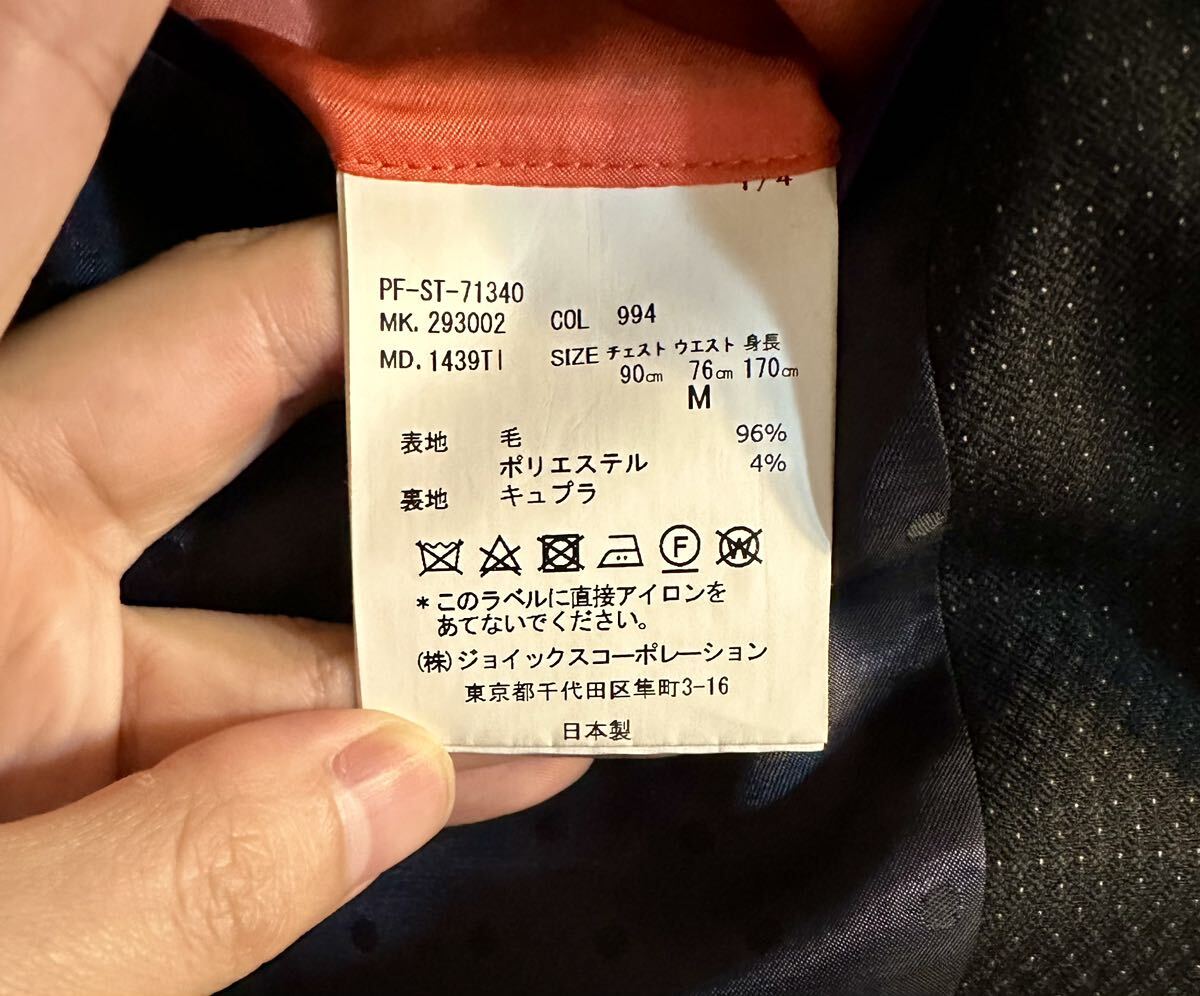 PF-ST-71340
MK. 293002 COL 994
MD. 1439TI SIZE チェスト ウエスト 身長
90cm 76cm 170cm
M
表地 毛 96%
ポリエステル 4%
裏地 キュプラ
F W
*このラベルに直接アイロンを
あてないでください。
(株)ジョイックスコーポレーション
東京都千代田区隼町3-16
日本製